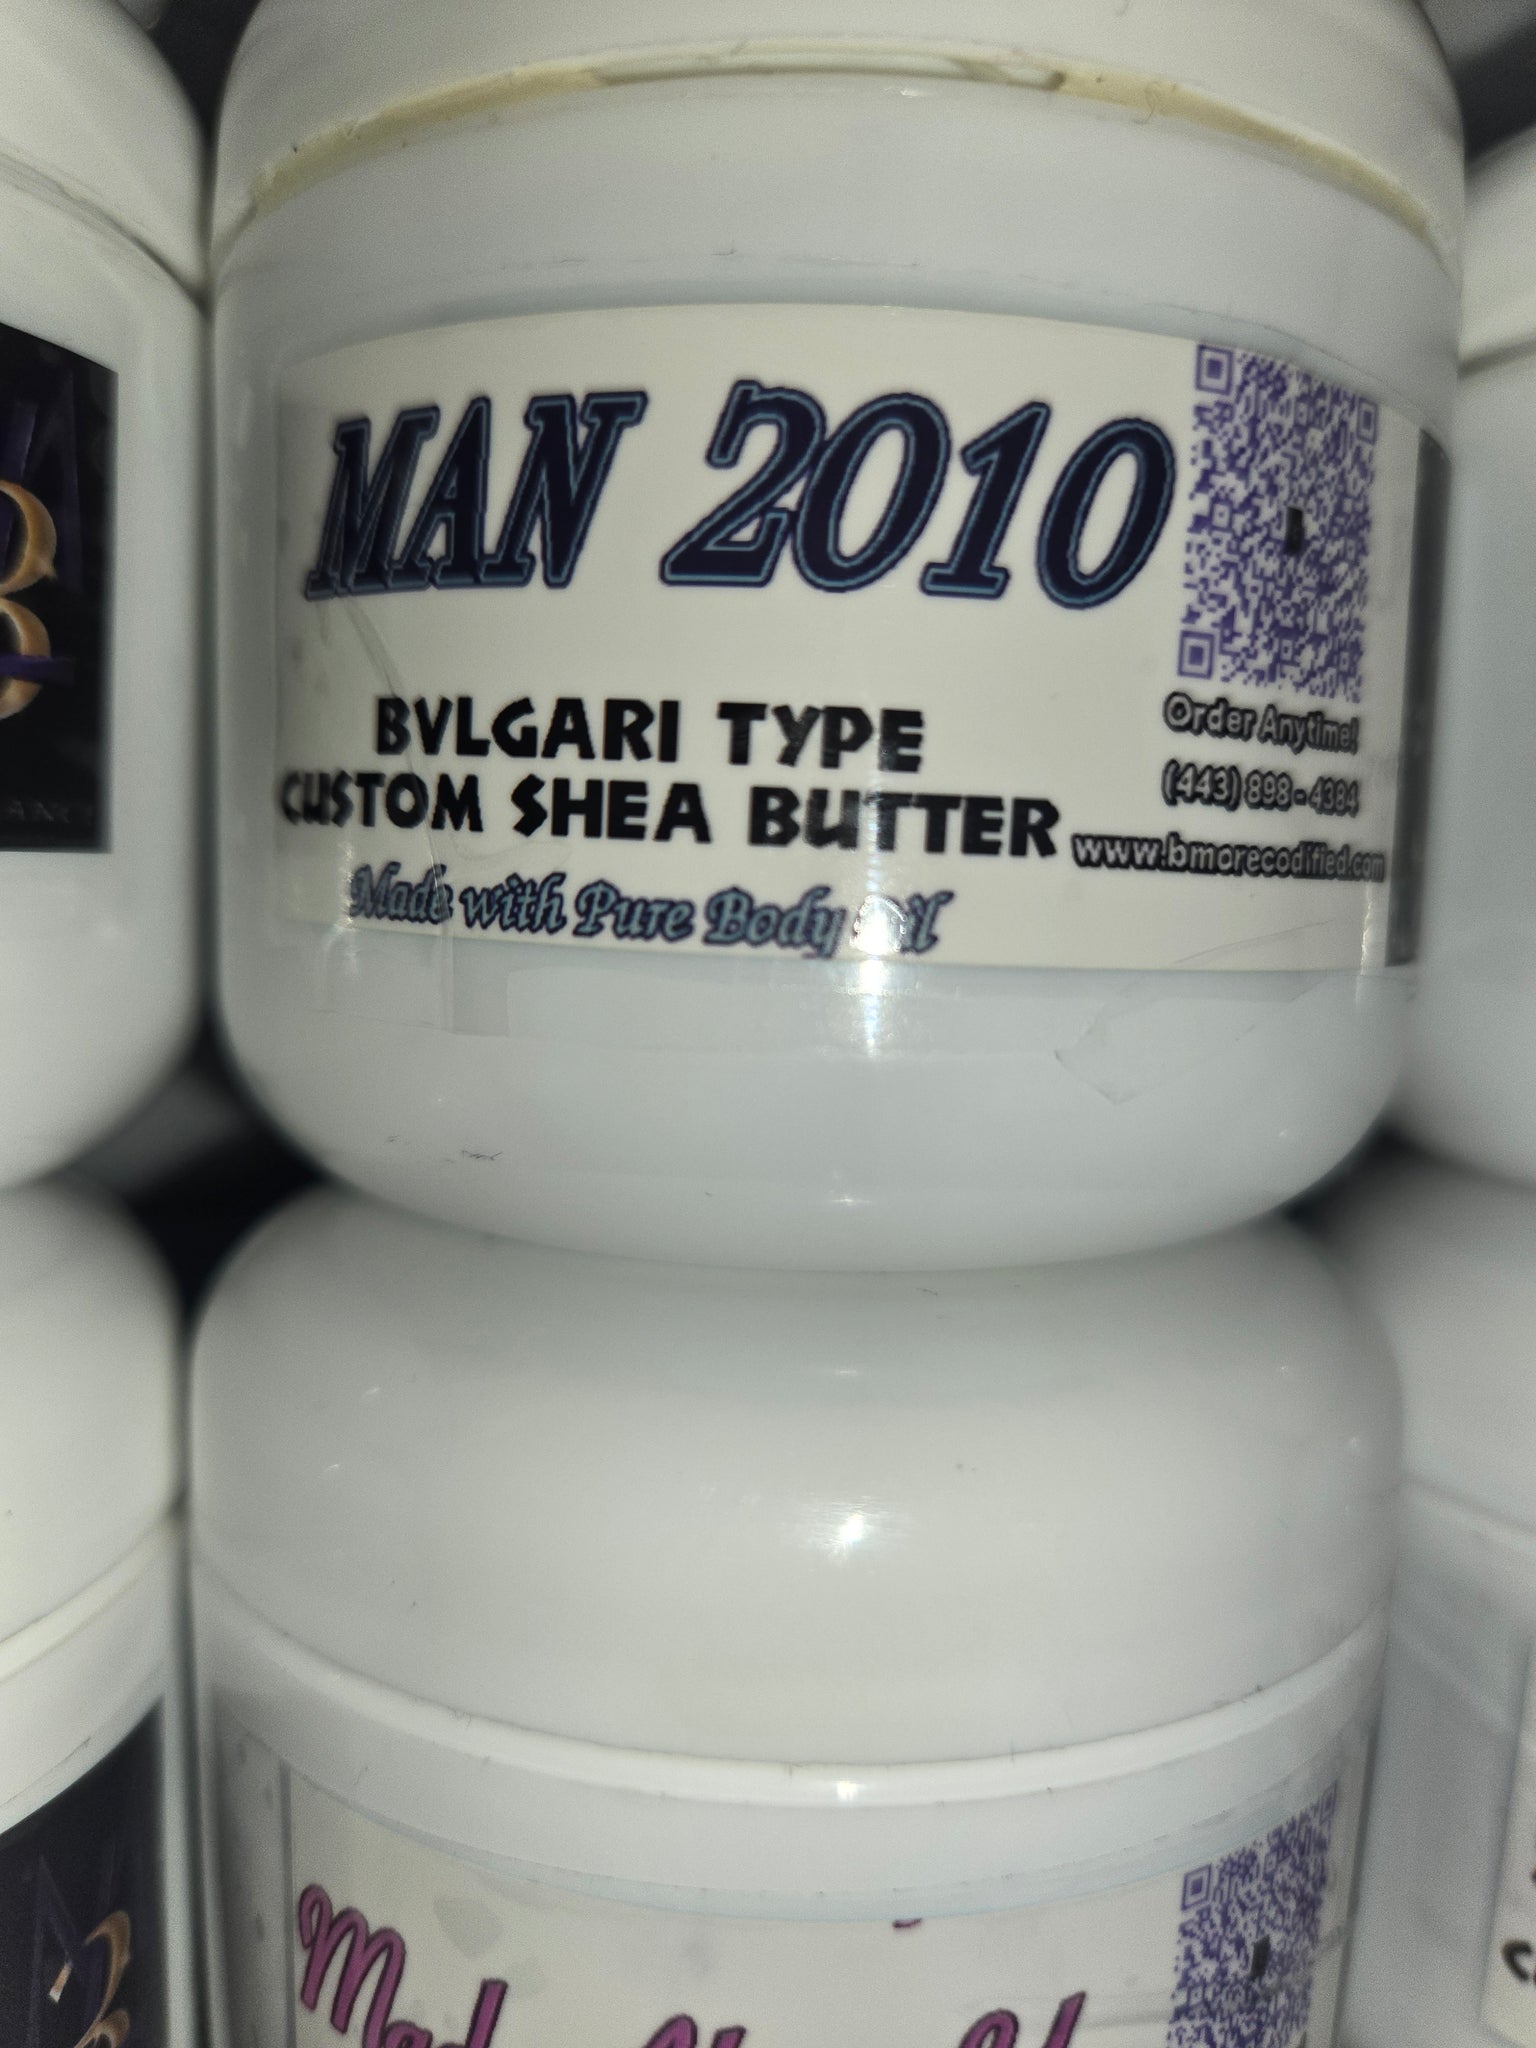 MAN 2010
BVLGARI TYPE
CUSTOM SHEA BUTTER
Made with Pure Body Oil
Order Anytime!
(443) 898-4384
www.bmorecodified.com
B